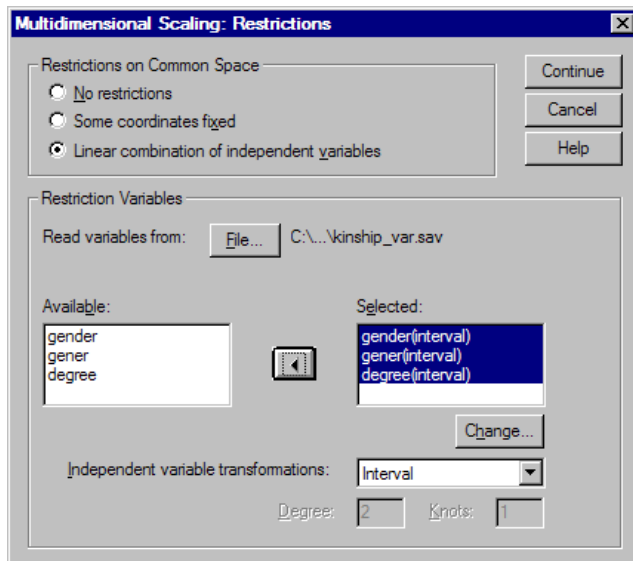 Multidimensional Scaling: Restrictions
Restrictions on Common Space
No restrictions
Some coordinates fixed
Linear combination of independent variables
Continue
Cancel
Help
Restriction Variables
Read variables from: File... C:\...\kinship_var.sav
Available:
gender
gener
degree
Selected:
gender(interval)
gener(interval)
degree(interval)
Change...
Independent variable transformations: Interval
Degree: 2 Knots: 1